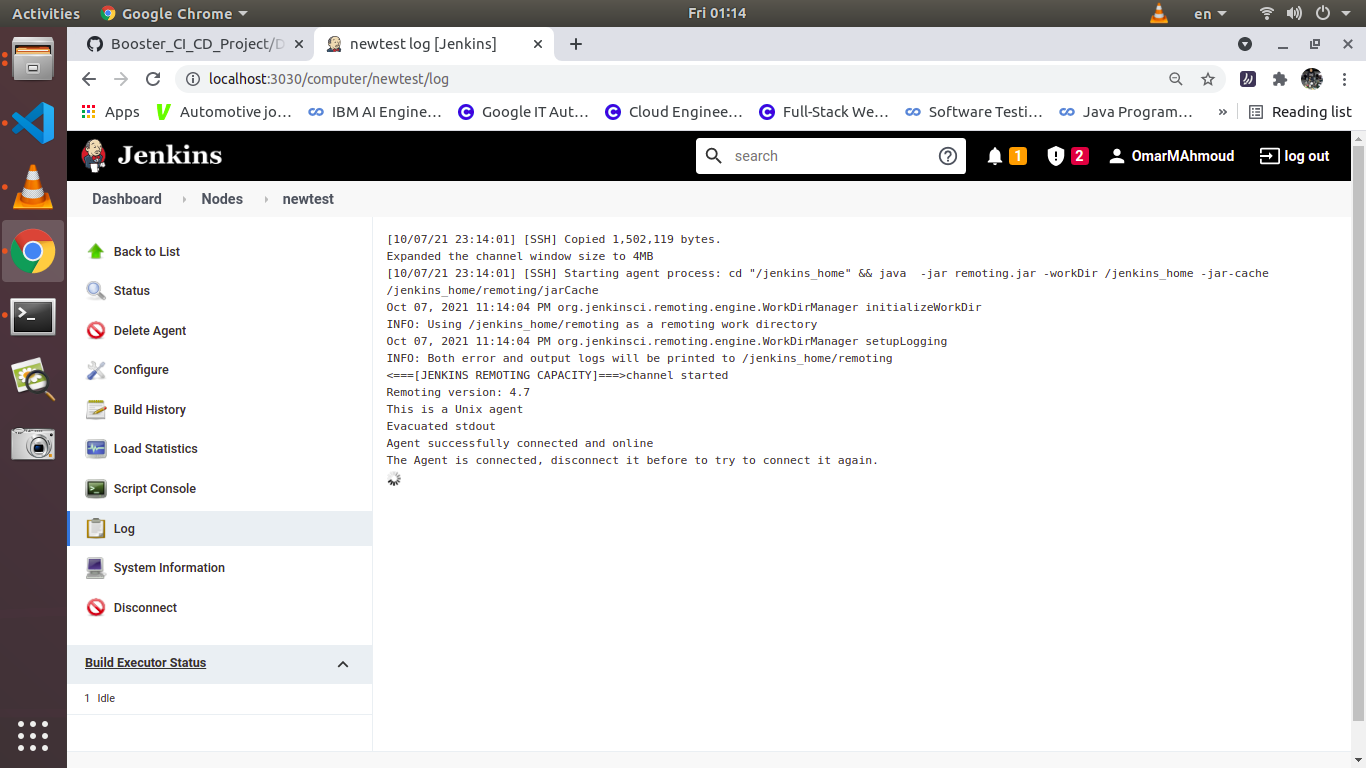 Activities
Google Chrome
Fri 01:14
en
Booster_CI_CD_Project/D
newtest log [Jenkins]
localhost:3030/computer/newtest/log
Apps
Automotive jo…
IBM AI Engine…
Google IT Aut…
Cloud Enginee…
Full-Stack We…
Software Testi…
Java Program…
»
Reading list
Jenkins
search
1
2
OmarMAhmoud
log out
Dashboard
Nodes
newtest
Back to List
Status
Delete Agent
Configure
Build History
Load Statistics
Script Console
Log
System Information
Disconnect
Build Executor Status
1 Idle
[10/07/21 23:14:01] [SSH] Copied 1,502,119 bytes.
Expanded the channel window size to 4MB
[10/07/21 23:14:01] [SSH] Starting agent process: cd "/jenkins_home" && java  -jar remoting.jar -workDir /jenkins_home -jar-cache
/jenkins_home/remoting/jarCache
Oct 07, 2021 11:14:04 PM org.jenkinsci.remoting.engine.WorkDirManager initializeWorkDir
INFO: Using /jenkins_home/remoting as a remoting work directory
Oct 07, 2021 11:14:04 PM org.jenkinsci.remoting.engine.WorkDirManager setupLogging
INFO: Both error and output logs will be printed to /jenkins_home/remoting
<===[JENKINS REMOTING CAPACITY]===>channel started
Remoting version: 4.7
This is a Unix agent
Evacuated stdout
Agent successfully connected and online
The Agent is connected, disconnect it before to try to connect it again.